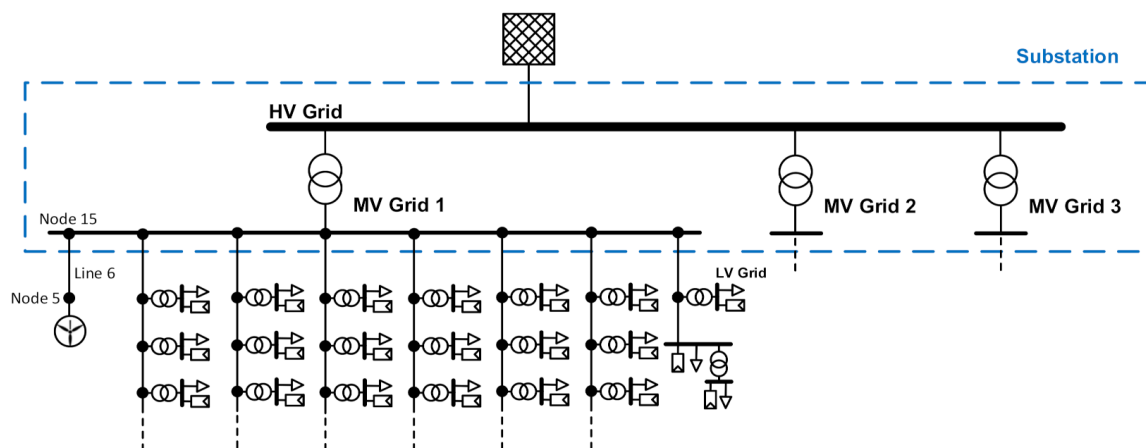 Substation
HV Grid
MV Grid 1
MV Grid 2
MV Grid 3
Node 15
Line 6
LV Grid
Node 5